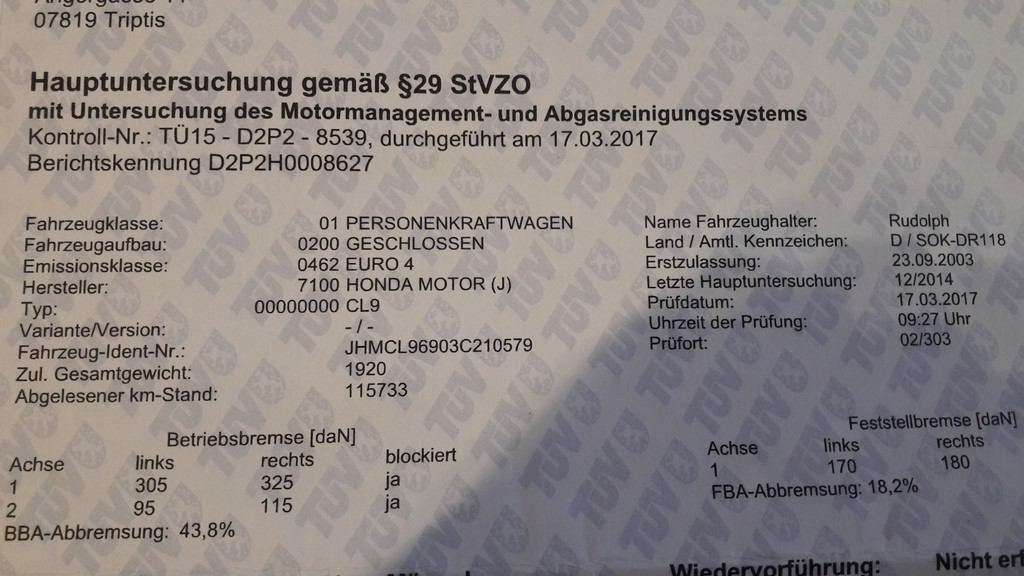 07819 Triptis
Hauptuntersuchung gemäß §29 StVZO
mit Untersuchung des Motormanagement- und Abgasreinigungssystems
Kontroll-Nr.: TÜ15 - D2P2 - 8539, durchgeführt am 17.03.2017
Berichtskennung D2P2H0008627
Fahrzeugklasse: 01 PERSONENKRAFTWAGEN
Fahrzeugaufbau: 0200 GESCHLOSSEN
Emissionsklasse: 0462 EURO 4
Hersteller: 7100 HONDA MOTOR (J)
Typ: 00000000 CL9
Variante/Version: - / -
Fahrzeug-Ident-Nr.: JHMCL96903C210579
Zul. Gesamtgewicht: 1920
Abgelesener km-Stand: 115733
Name Fahrzeughalter: Rudolph
Land / Amtl. Kennzeichen: D / SOK-DR118
Erstzulassung: 23.09.2003
Letzte Hauptuntersuchung: 12/2014
Prüfdatum: 17.03.2017
Uhrzeit der Prüfung: 09:27 Uhr
Prüfort: 02/303
Betriebsbremse [daN]
Achse links rechts blockiert
1 305 325 ja
2 95 115 ja
BBA-Abbremsung: 43,8%
Feststellbremse [daN]
Achse links rechts
1 170 180
FBA-Abbremsung: 18,2%
Wiedervorführung: Nicht erf